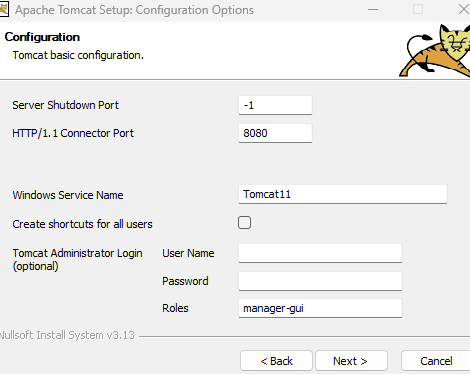 Apache Tomcat Setup: Configuration Options
Configuration
Tomcat basic configuration.
Server Shutdown Port -1
HTTP/1.1 Connector Port 8080
Windows Service Name Tomcat11
Create shortcuts for all users
Tomcat Administrator Login User Name
(optional)
Password
Roles manager-gui
Nullsoft Install System v3.13
< Back Next > Cancel